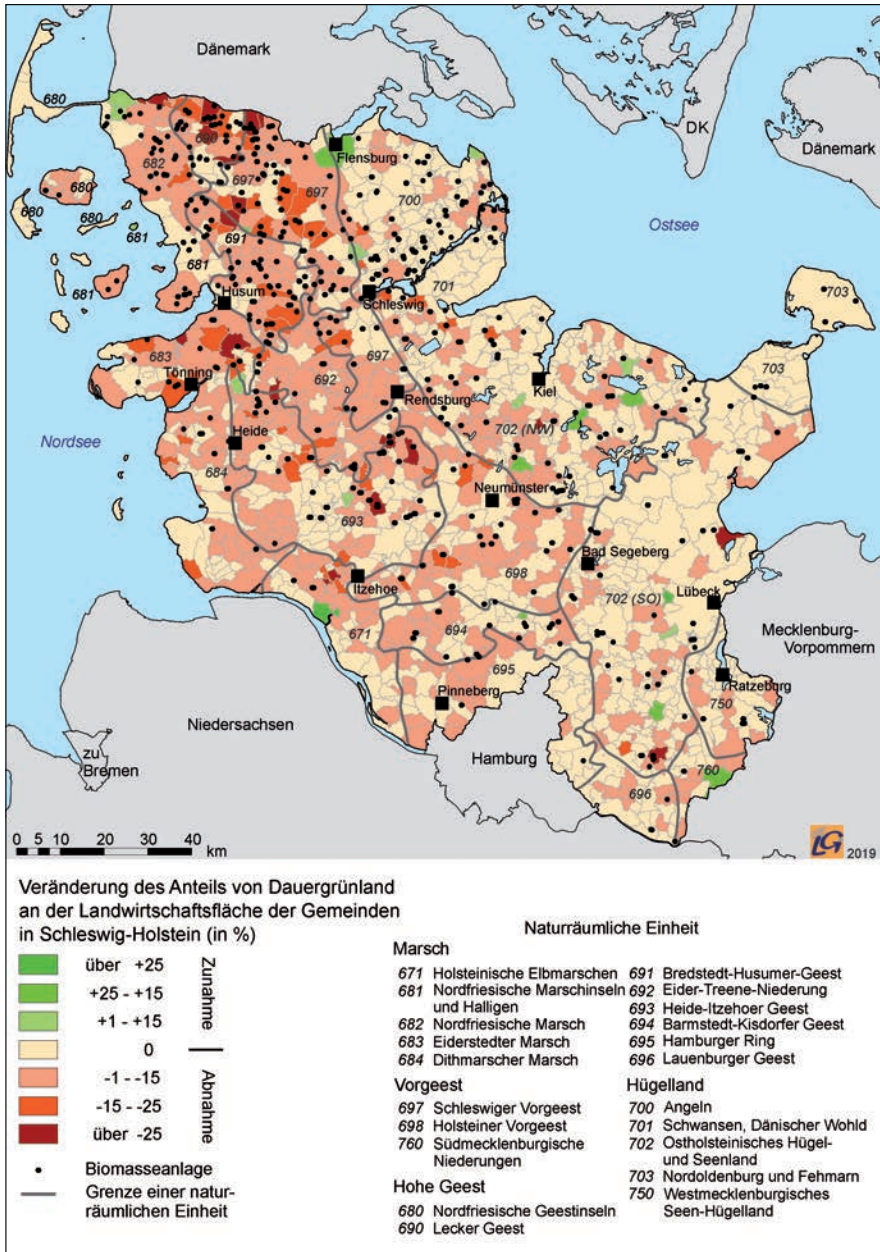 Dänemark
680
DK
Dänemark
690
Flensburg
682
697
697
700
680
680
680
681
691
Ostsee
681
701
681
Husum
Schleswig
703
683
697
703
Tönning
692
Rendsburg
Kiel
Nordsee
Heide
702 (NW)
684
Neumünster
693
Bad Segeberg
698
Itzehoe
702 (SO)
Lübeck
671
694
Mecklenburg-
Vorpommern
695
Ratzeburg
Pinneberg
750
Niedersachsen
zu
Bremen
Hamburg
760
696
0 5 10 20 30 40
km
LG 2019
Veränderung des Anteils von Dauergrünland
an der Landwirtschaftsfläche der Gemeinden
in Schleswig-Holstein (in %)
über +25
+25 - +15
+1 - +15
Zunahme
0
-1 - -15
-15 - -25
über -25
Abnahme
Biomasseanlage
Grenze einer natur-
räumlichen Einheit
Naturräumliche Einheit
Marsch
671 Holsteinische Elbmarschen
681 Nordfriesische Marschinseln
und Halligen
682 Nordfriesische Marsch
683 Eiderstedter Marsch
684 Dithmarscher Marsch
Vorgeest
697 Schleswiger Vorgeest
698 Holsteiner Vorgeest
760 Südmecklenburgische
Niederungen
Hohe Geest
680 Nordfriesische Geestinseln
690 Lecker Geest
691 Bredstedt-Husumer-Geest
692 Eider-Treene-Niederung
693 Heide-Itzehoer Geest
694 Barmstedt-Kisdorfer Geest
695 Hamburger Ring
696 Lauenburger Geest
Hügelland
700 Angeln
701 Schwansen, Dänischer Wohld
702 Ostholsteinisches Hügel-
und Seenland
703 Nordoldenburg und Fehmarn
750 Westmecklenburgisches
Seen-Hügelland